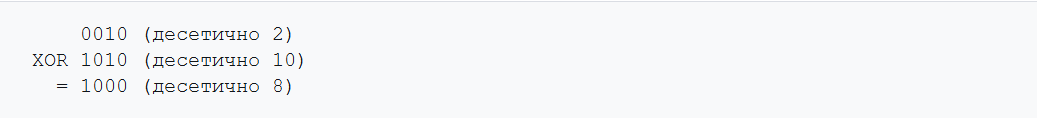 0010 (десетично 2)
XOR 1010 (десетично 10)
= 1000 (десетично 8)